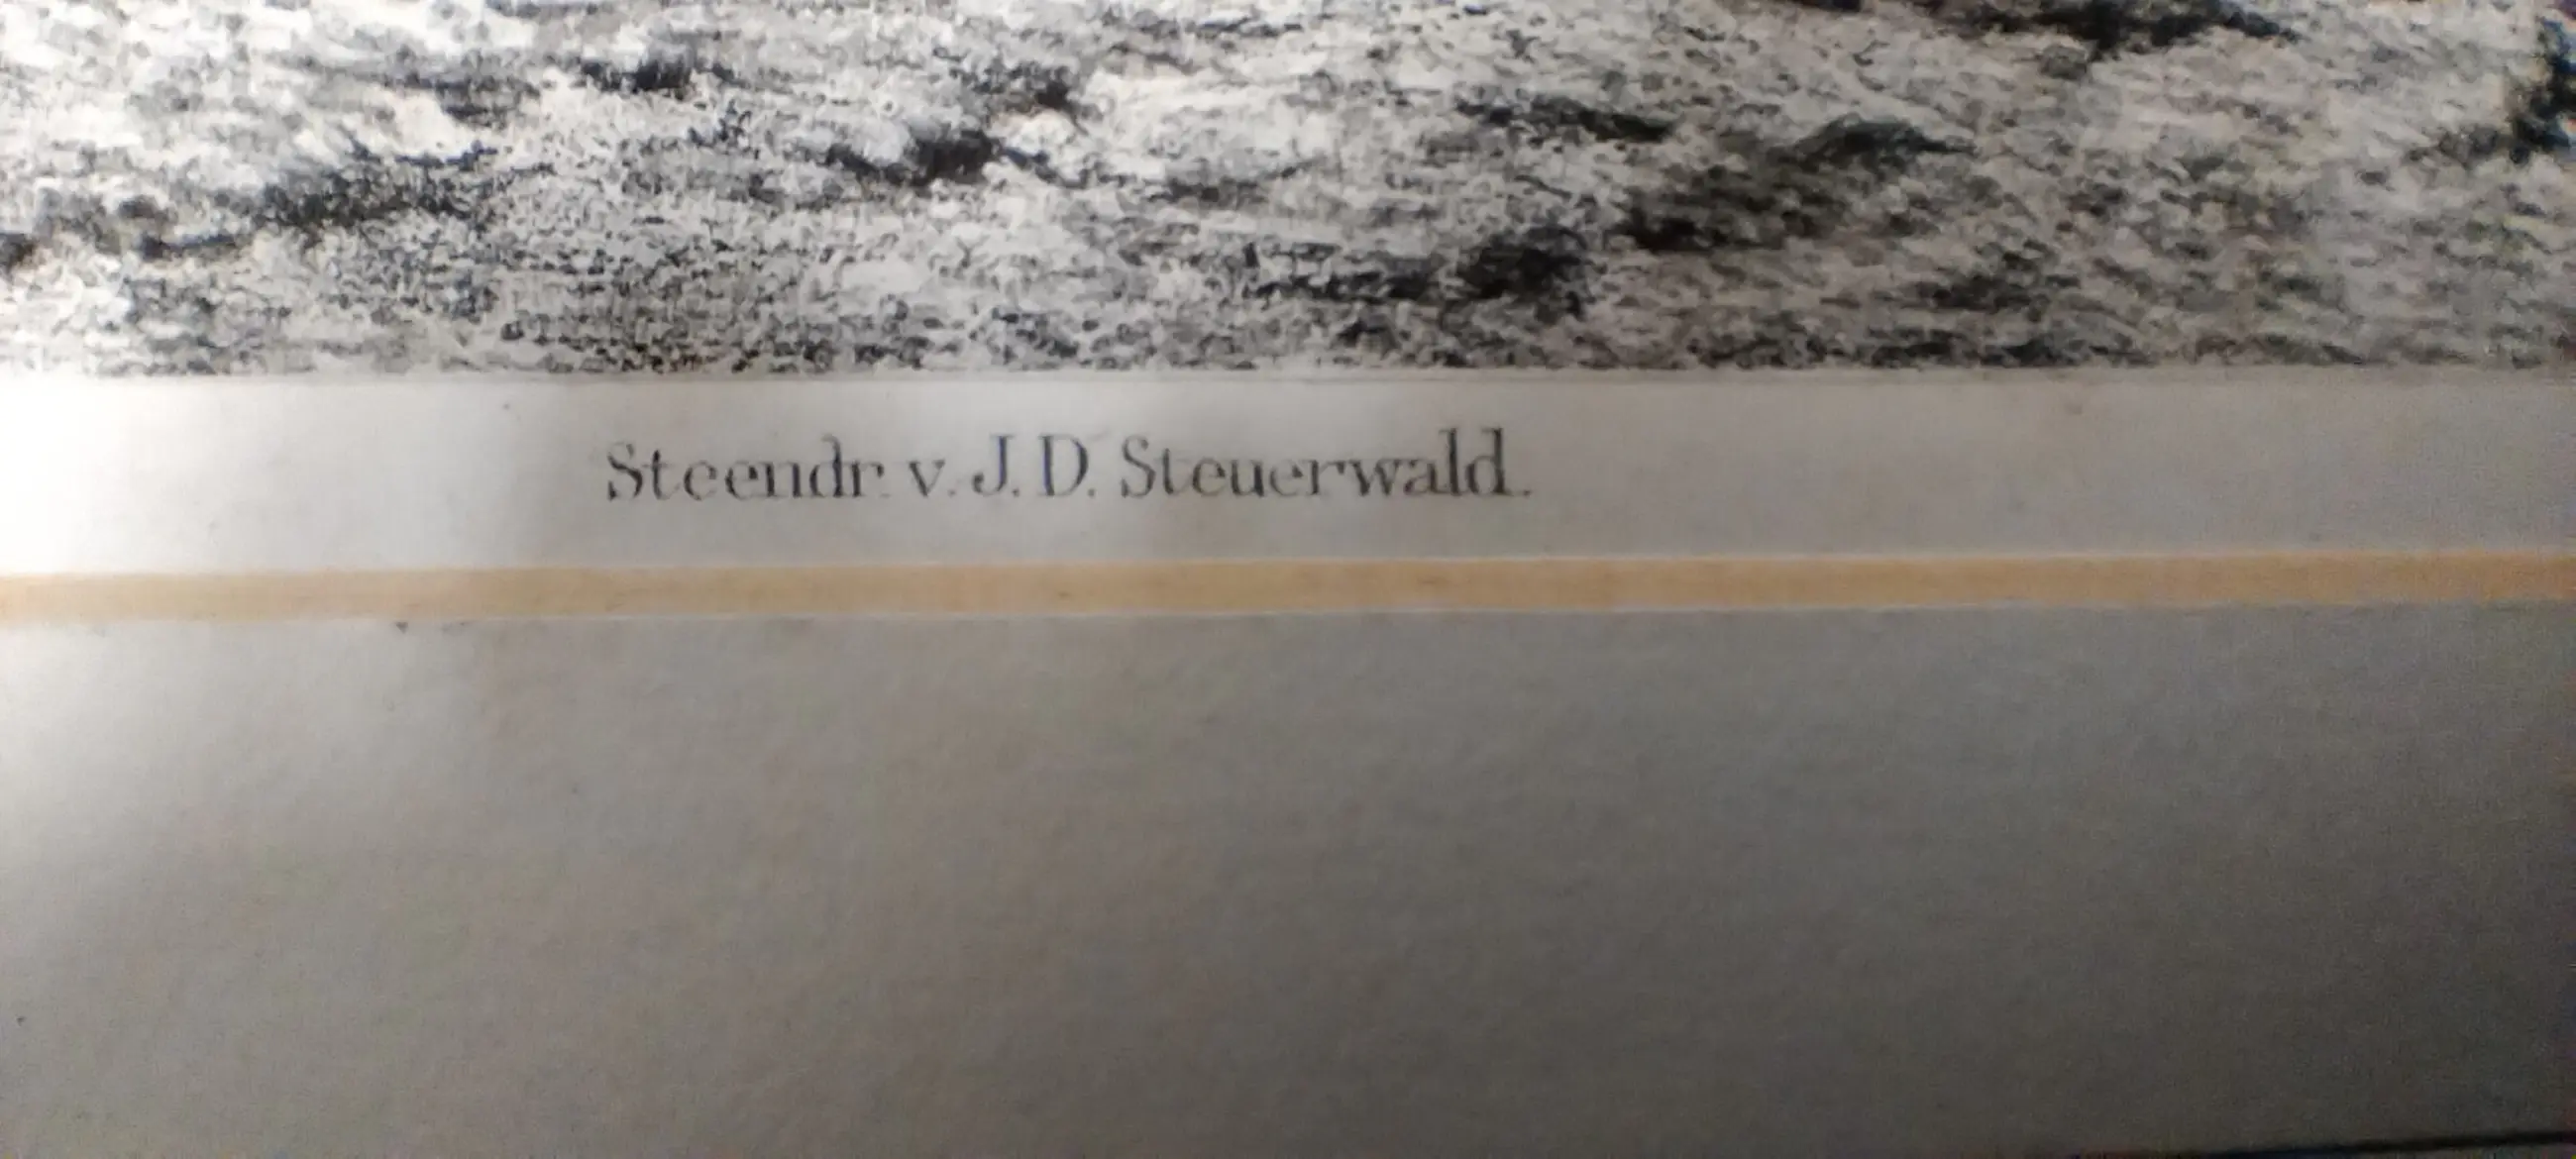 Steendr. v. J. D. Steuerwald.